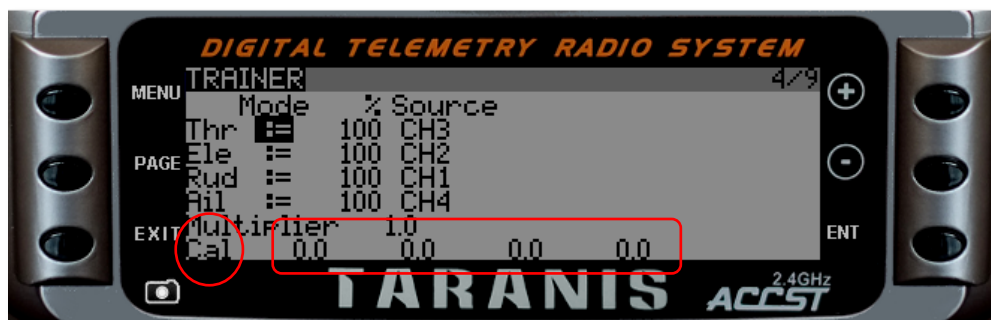 DIGITAL TELEMETRY RADIO SYSTEM
TRAINER 4/9
MENU
Mode % Source
Thr := 100 CH3
PAGE
Ele := 100 CH2
Rud := 100 CH1
Ail := 100 CH4
EXIT
Multiplier 1.0
ENT
Cal 0.0 0.0 0.0 0.0
+
-
TARANIS
2.4GHz
ACCST